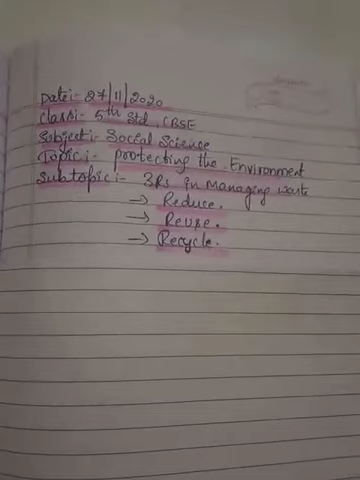 Date:- 27/11/2020
Class:- 5th Std, CBSE
Subject:- Social Science
Topic:- protecting the Environment
Subtopic:- 3Rs in managing waste
→ Reduce.
→ Reuse.
→ Recycle.